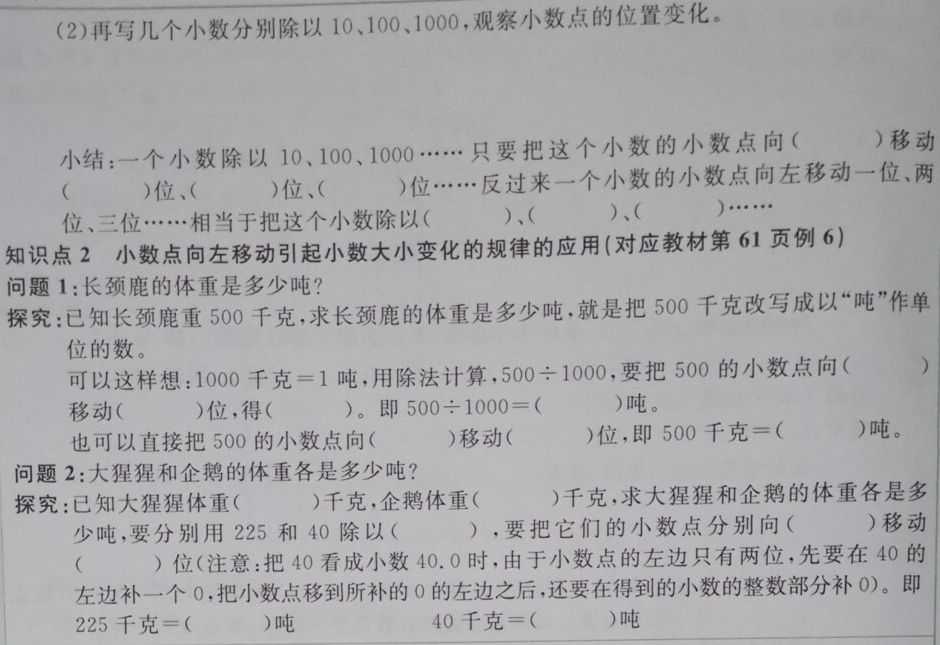 (2)再写几个小数分别除以 10、100、1000,观察小数点的位置变化。
小结:一个小数除以 10、100、1000……只要把这个小数的小数点向(　　)移动
(　　)位、(　　)位、(　　)位……反过来一个小数的小数点向左移动一位、两
位、三位……相当于把这个小数除以(　　)、(　　)、(　　)……
知识点 2　小数点向左移动引起小数大小变化的规律的应用(对应教材第 61 页例 6)
问题 1:长颈鹿的体重是多少吨?
探究:已知长颈鹿重 500 千克,求长颈鹿的体重是多少吨,就是把 500 千克改写成以“吨”作单
位的数。
可以这样想:1000 千克=1 吨,用除法计算,500÷1000,要把 500 的小数点向(　　)
移动(　　)位,得(　　)。即 500÷1000=(　　)吨。
也可以直接把 500 的小数点向(　　)移动(　　)位,即 500 千克=(　　)吨。
问题 2:大猩猩和企鹅的体重各是多少吨?
探究:已知大猩猩体重(　　)千克,企鹅体重(　　)千克,求大猩猩和企鹅的体重各是多
少吨,要分别用 225 和 40 除以(　　),要把它们的小数点分别向(　　)移动
(　　)位(注意:把 40 看成小数 40.0 时,由于小数点的左边只有两位,先要在 40 的
左边补一个 0,把小数点移到所补的 0 的左边之后,还要在得到的小数的整数部分补 0)。即
225 千克=(　　)吨　　40 千克=(　　)吨